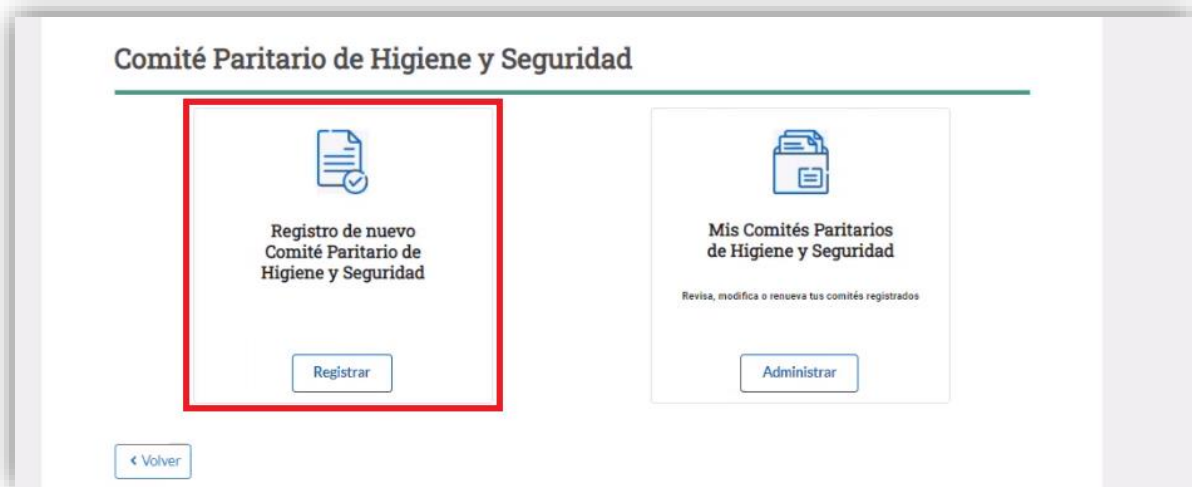 Comité Paritario de Higiene y Seguridad
Registro de nuevo
Comité Paritario de
Higiene y Seguridad
Registrar
Mis Comités Paritarios
de Higiene y Seguridad
Revisa, modifica o renueva tus comités registrados
Administrar
< Volver